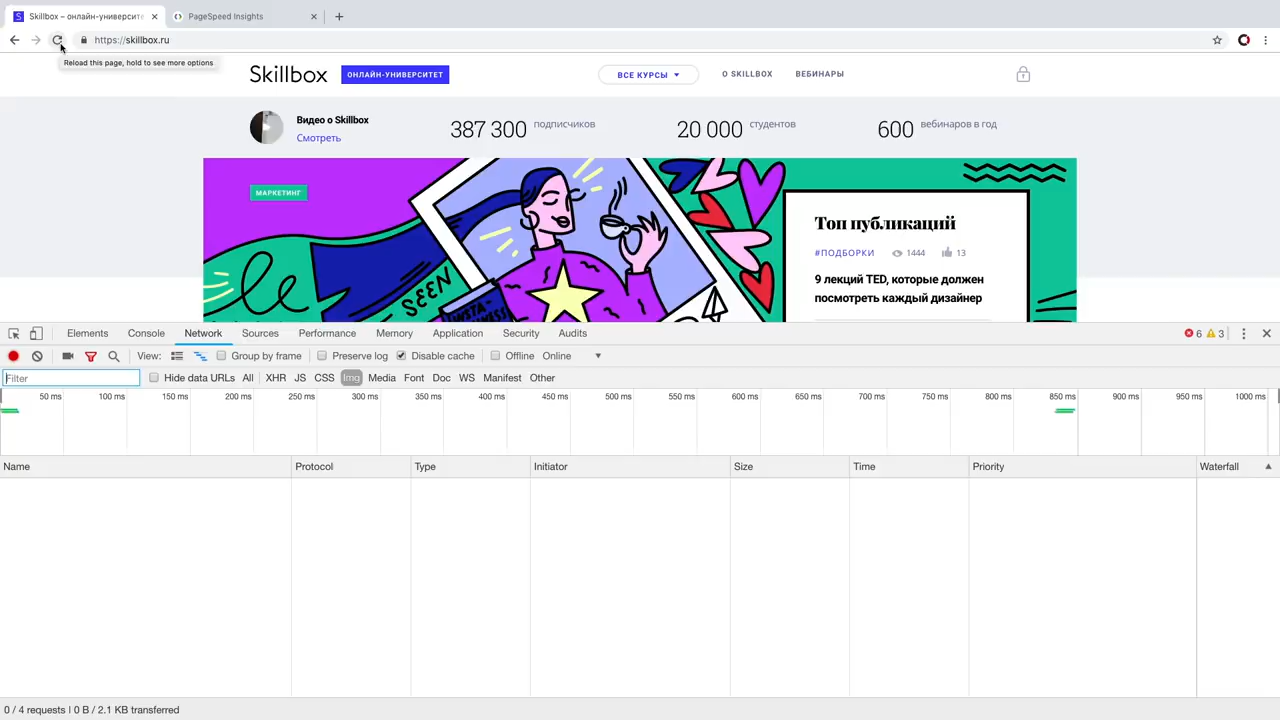 Skillbox – онлайн-университе
PageSpeed Insights
https://skillbox.ru
Reload this page, hold to see more options
Skillbox
ОНЛАЙН-УНИВЕРСИТЕТ
ВСЕ КУРСЫ
О SKILLBOX
ВЕБИНАРЫ
Видео о Skillbox
Смотреть
387 300 подписчиков
20 000 студентов
600 вебинаров в год
МАРКЕТИНГ
SEEN
INSTA-
Топ публикаций
#ПОДБОРКИ 1444 13
9 лекций TED, которые должен
посмотреть каждый дизайнер
Elements Console Network Sources Performance Memory Application Security Audits 6 3
View: Group by frame Preserve log Disable cache Offline Online
Filter Hide data URLs All XHR JS CSS Img Media Font Doc WS Manifest Other
50 ms 100 ms 150 ms 200 ms 250 ms 300 ms 350 ms 400 ms 450 ms 500 ms 550 ms 600 ms 650 ms 700 ms 750 ms 800 ms 850 ms 900 ms 950 ms 1000 ms
Name Protocol Type Initiator Size Time Priority Waterfall
0 / 4 requests | 0 B / 2.1 KB transferred